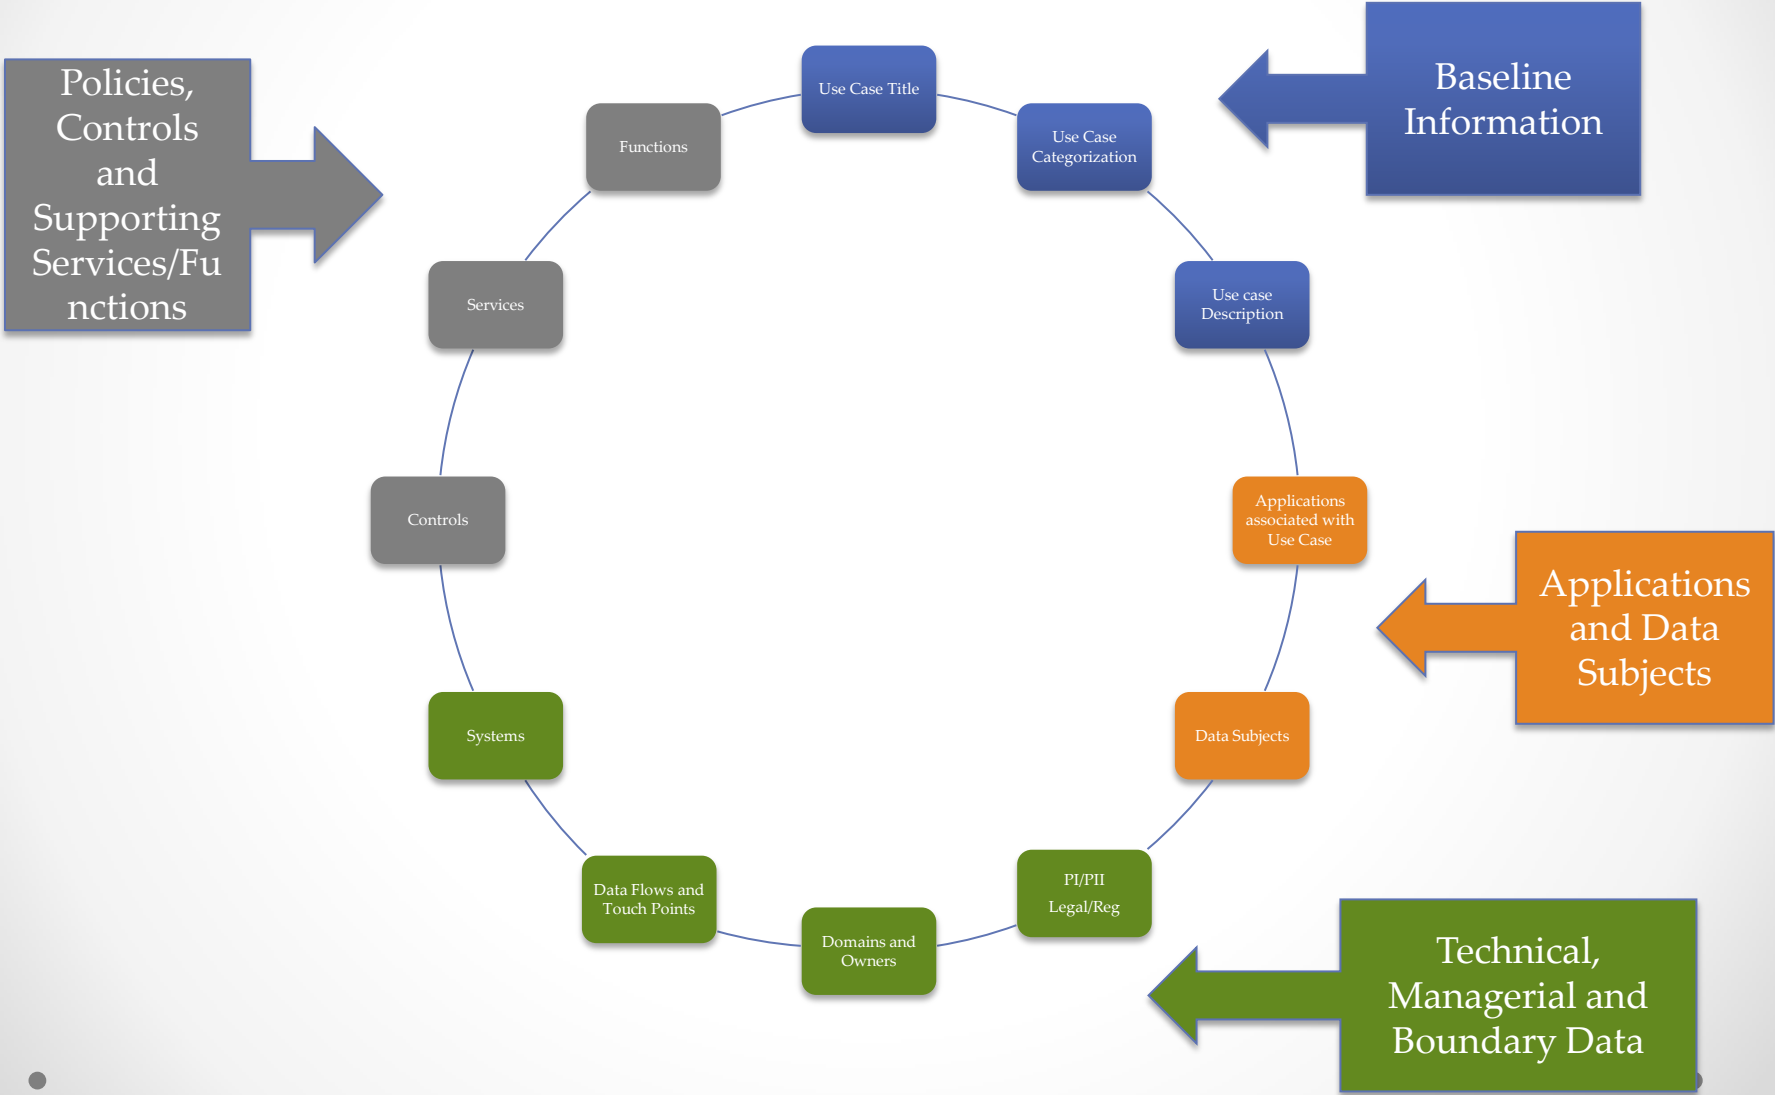 Policies,
Controls
and
Supporting
Services/Fu
nctions
Baseline
Information
Use Case Title
Use Case
Categorization
Use case
Description
Applications
associated with
Use Case
Applications
and Data
Subjects
Data Subjects
PI/PII
Legal/Reg
Technical,
Managerial and
Boundary Data
Domains and
Owners
Data Flows and
Touch Points
Systems
Controls
Services
Functions